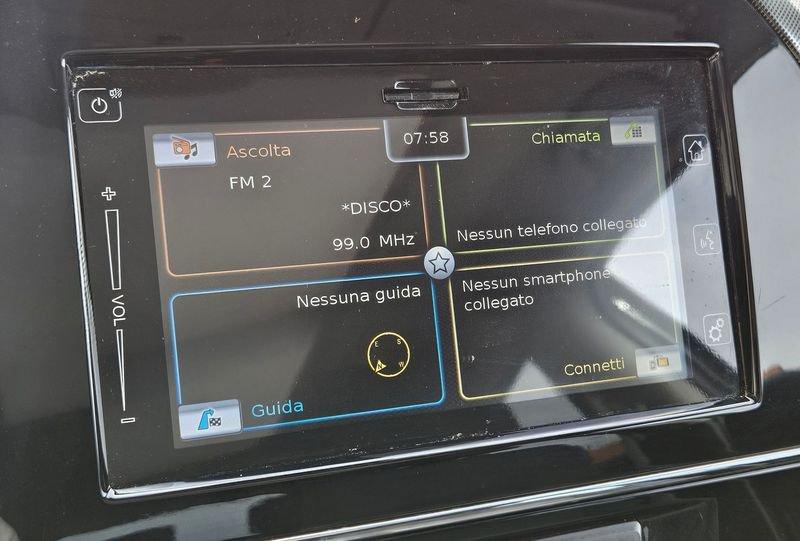 Ascolta
FM 2
*DISCO*
99.0 MHz
07:58
Chiamata
Nessun telefono collegato
Nessuna guida
E S
W
Guida
Nessun smartphone
collegato
Connetti
+
VOL
-